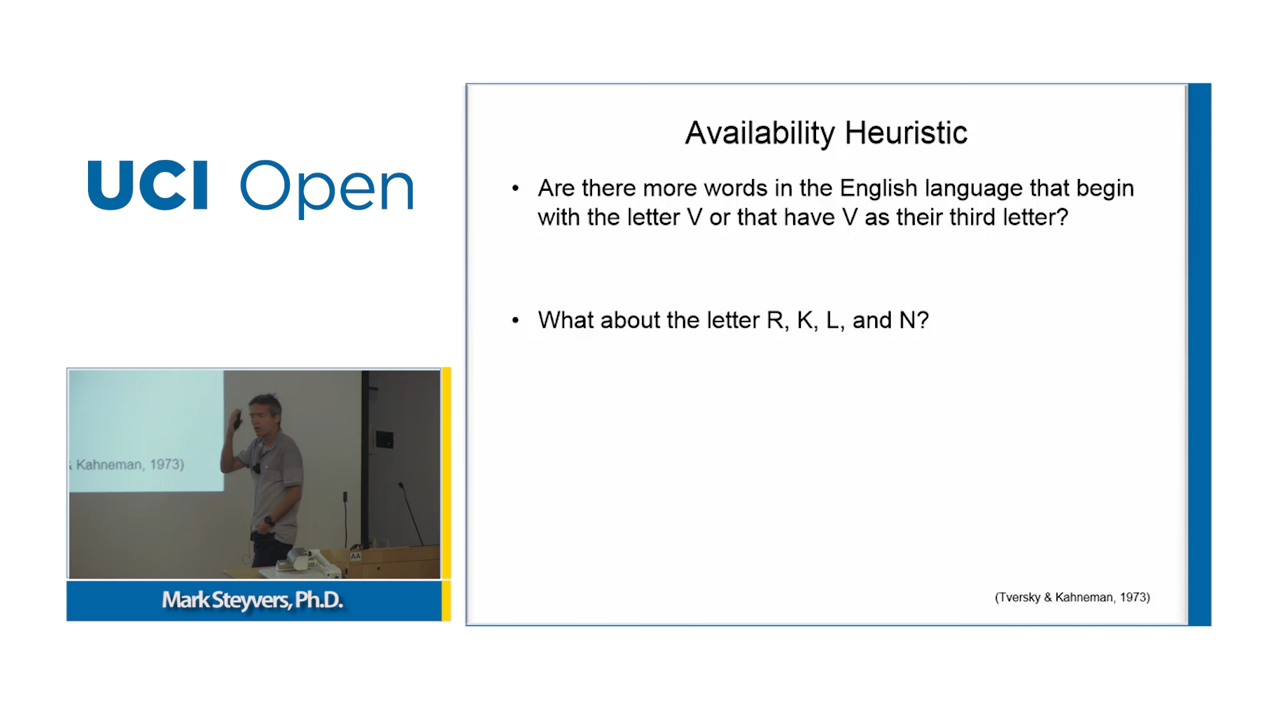 UCI Open
Availability Heuristic
• Are there more words in the English language that begin
with the letter V or that have V as their third letter?
• What about the letter R, K, L, and N?
(Tversky & Kahneman, 1973)
& Kahneman, 1973)
AA
Mark Steyvers, Ph.D.